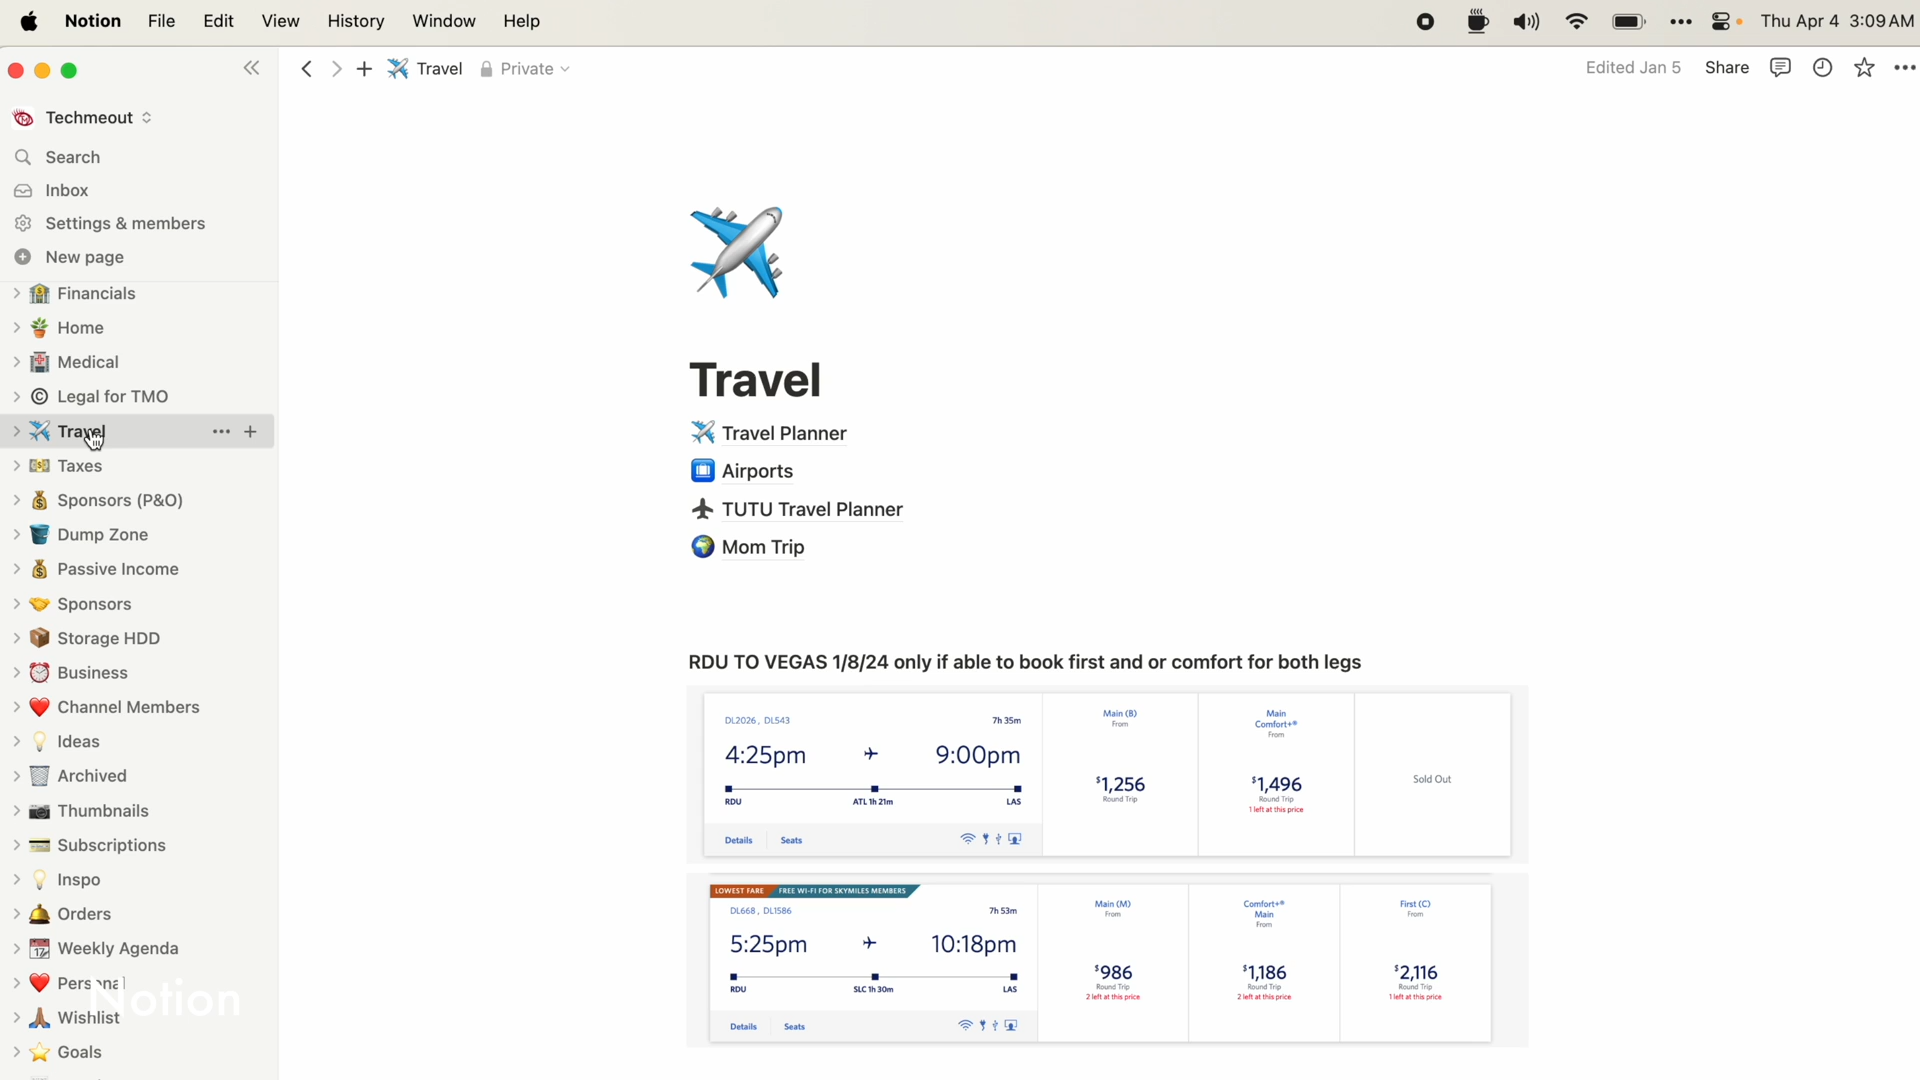 Notion File Edit View History Window Help
Thu Apr 4 3:09 AM
Travel Private
Edited Jan 5 Share
Techmeout
Search
Inbox
Settings & members
New page
Financials
Home
Medical
Legal for TMO
Travel
Taxes
Sponsors (P&O)
Dump Zone
Passive Income
Sponsors
Storage HDD
Business
Channel Members
Ideas
Archived
Thumbnails
Subscriptions
Inspo
Orders
Weekly Agenda
Personal
Notion
Wishlist
Goals
Travel
Travel Planner
Airports
TUTU Travel Planner
Mom Trip
RDU TO VEGAS 1/8/24 only if able to book first and or comfort for both legs
DL2026, DL543 7h 35m
4:25pm 9:00pm
RDU ATL 1h 21m LAS
Details Seats
Main (B)
From
$1,256
Round Trip
Main
Comfort+®
From
$1,496
Round Trip
1 left at this price
Sold Out
LOWEST FARE FREE WI-FI FOR SKYMILES MEMBERS
DL668, DL1586 7h 53m
5:25pm 10:18pm
RDU SLC 1h 30m LAS
Details Seats
Main (M)
From
$986
Round Trip
2 left at this price
Comfort+®
Main
From
$1,186
Round Trip
2 left at this price
First (C)
From
$2,116
Round Trip
1 left at this price